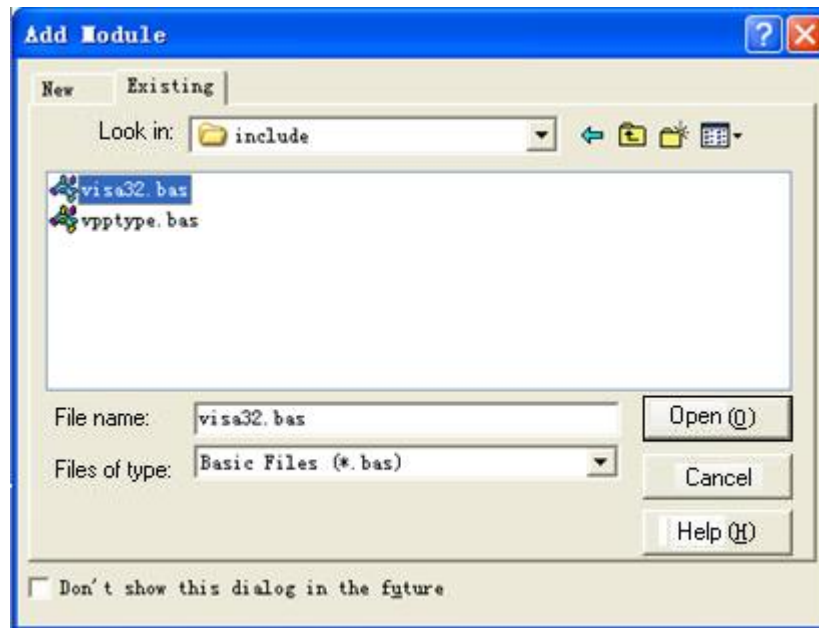 Add Module
New Existing
Look in: include
visa32.bas
vpptype.bas
File name: visa32.bas Open (O)
Files of type: Basic Files (*.bas)
Cancel
Help (H)
Don't show this dialog in the future